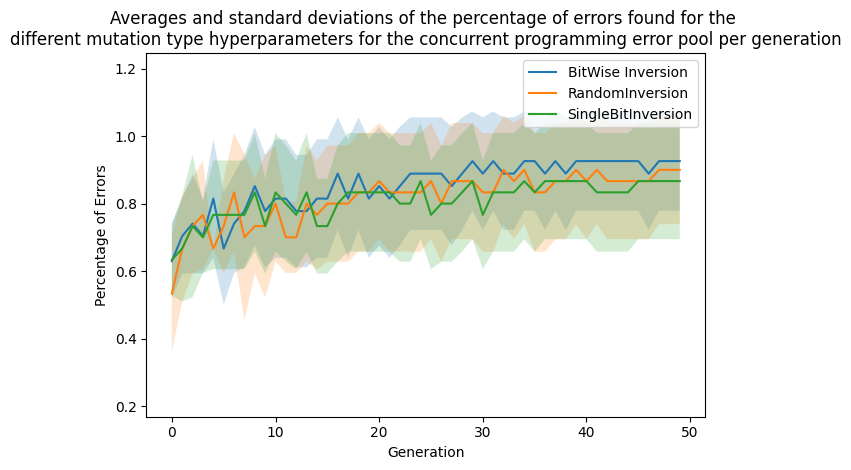 Averages and standard deviations of the percentage of errors found for the
different mutation type hyperparameters for the concurrent programming error pool per generation
BitWise Inversion
RandomInversion
SingleBitInversion
1.2
1.0
0.8
0.6
0.4
0.2
Percentage of Errors
0 10 20 30 40 50
Generation